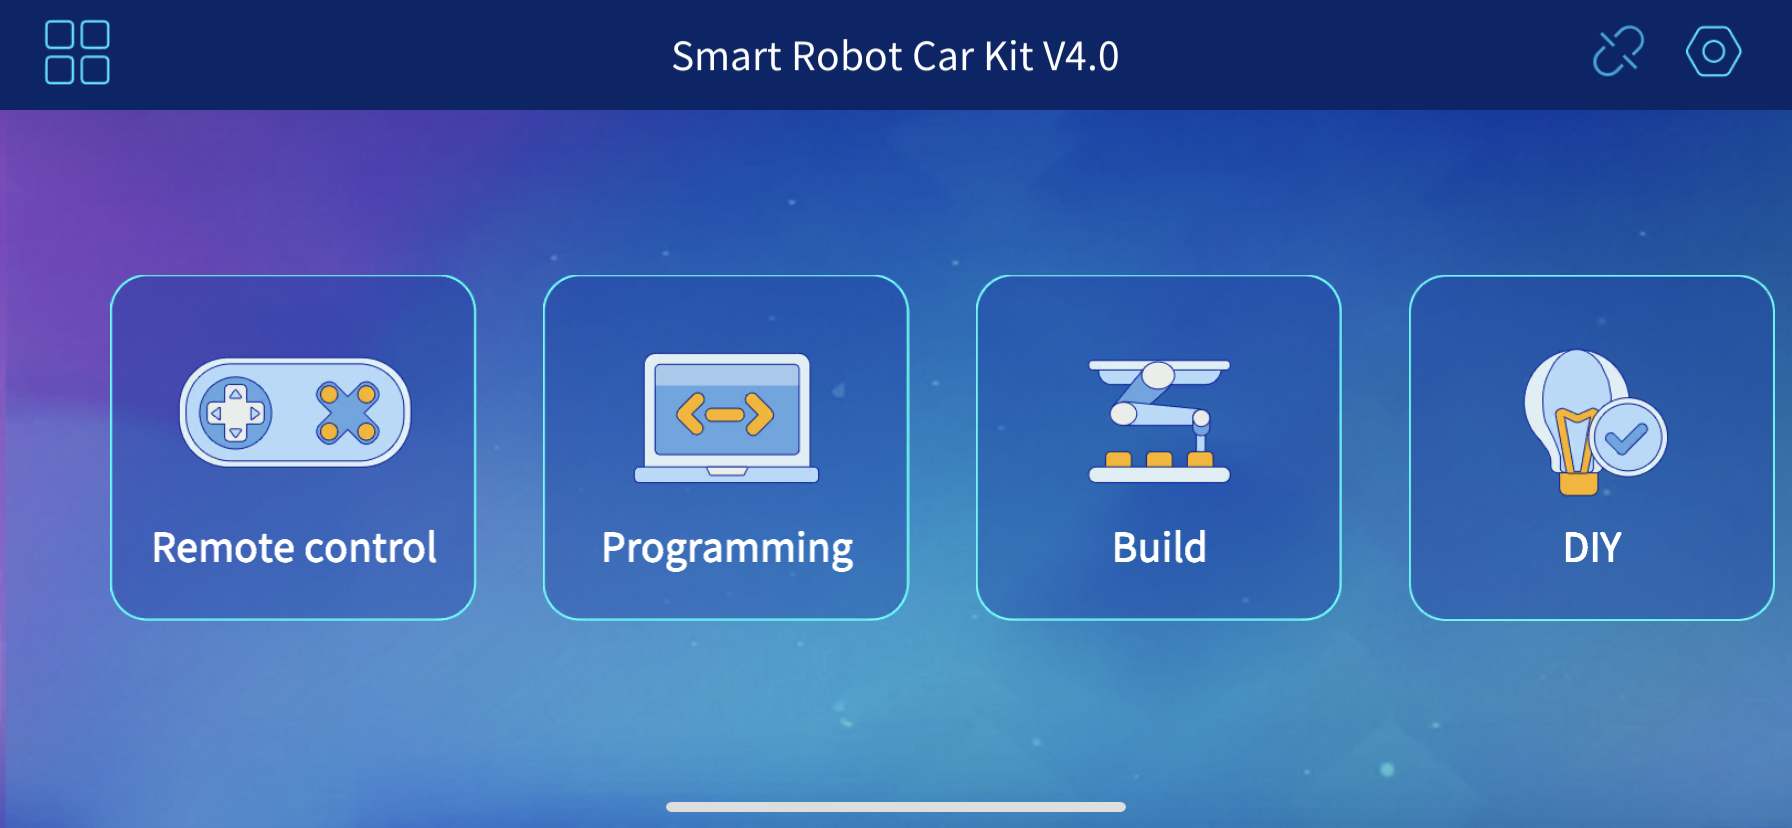 Smart Robot Car Kit V4.0
Remote control
Programming
Build
DIY